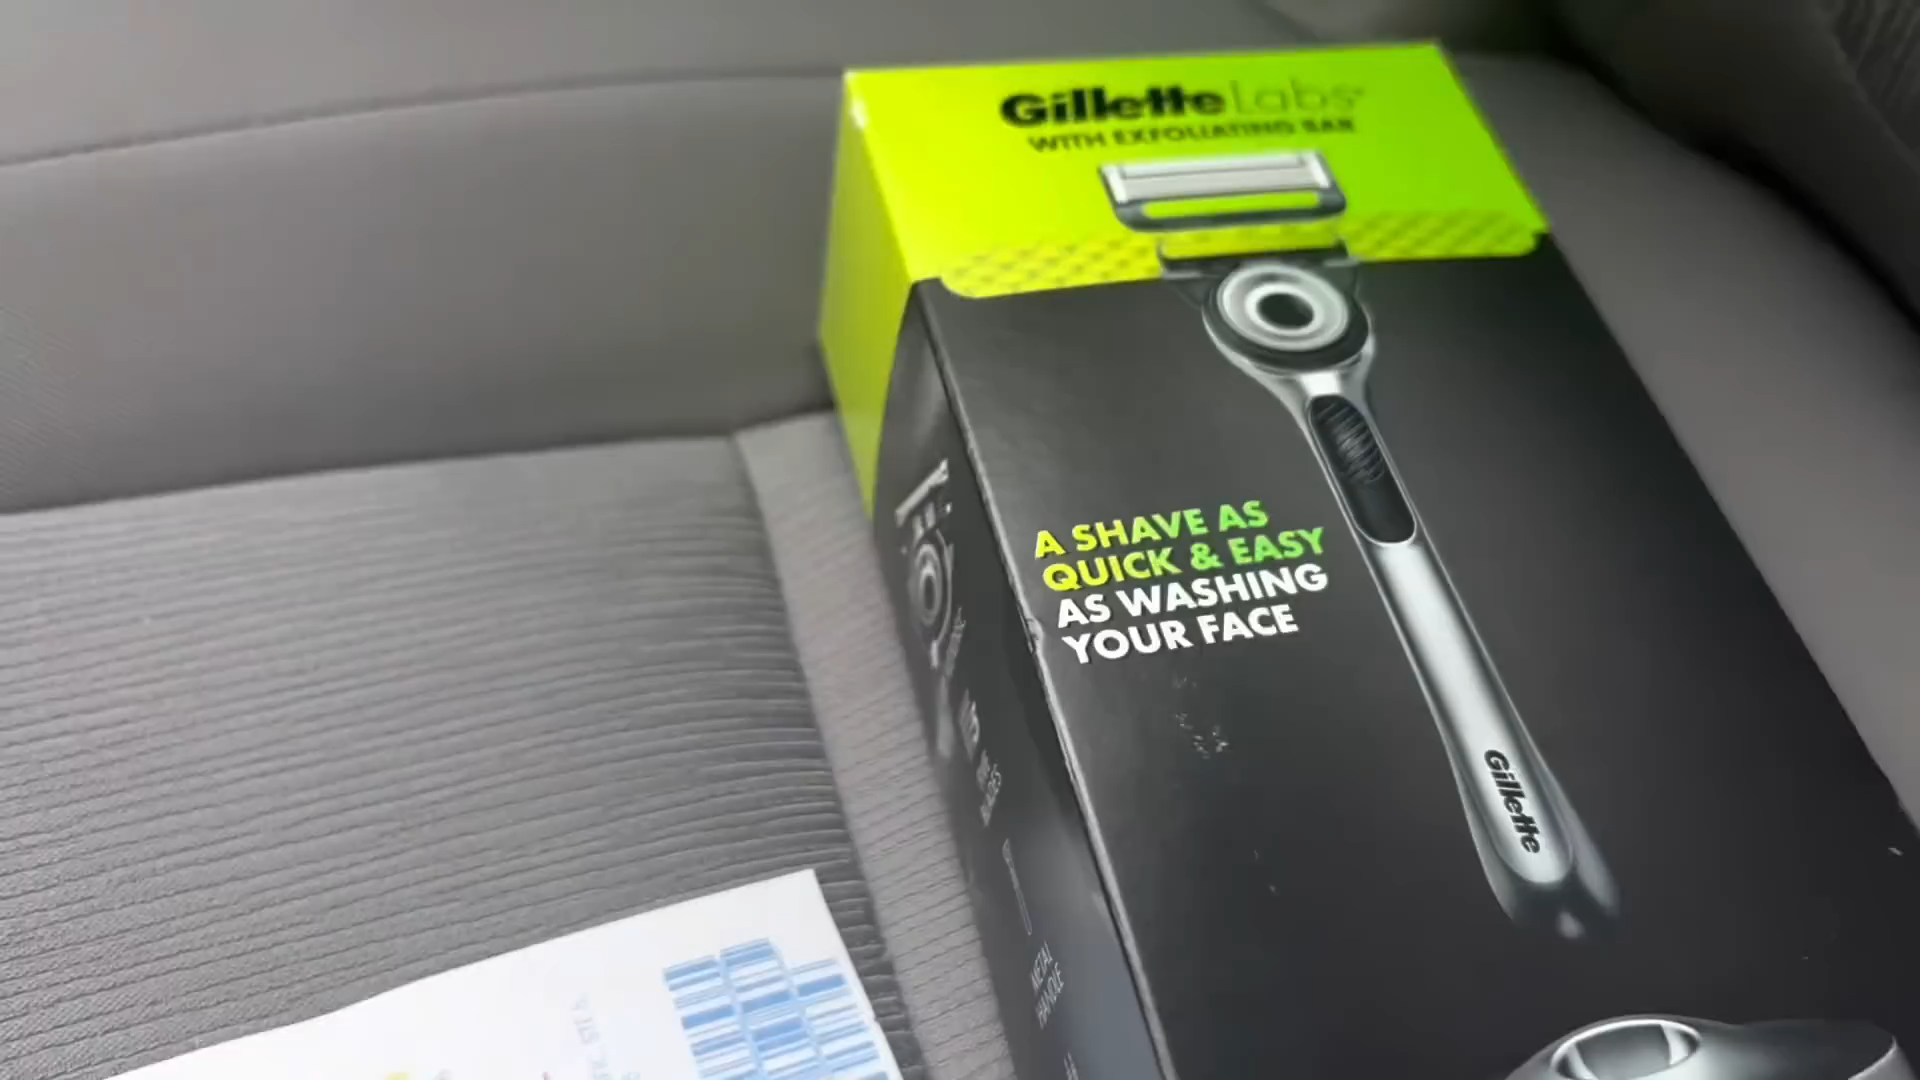 GilletteLabs
WITH EXFOLIATING BAR
A SHAVE AS
QUICK & EASY
AS WASHING
YOUR FACE
Gillette
METAL
HANDLE